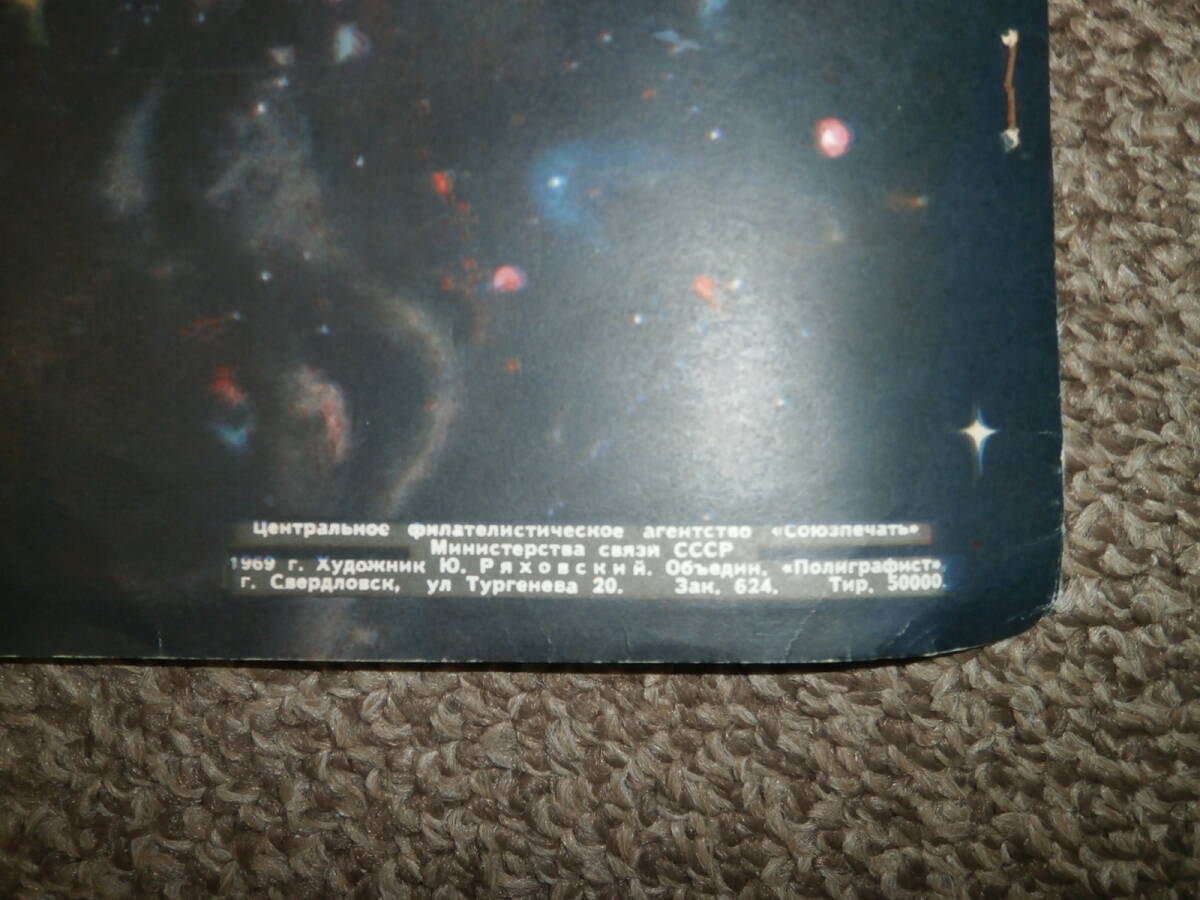 Центральное филателистическое агентство «Союзпечать»
Министерства связи СССР
1969 г. Художник Ю. Ряховский. Объедин. «Полиграфист»,
г. Свердловск, ул Тургенева 20. Зак. 624. Тир. 50000.